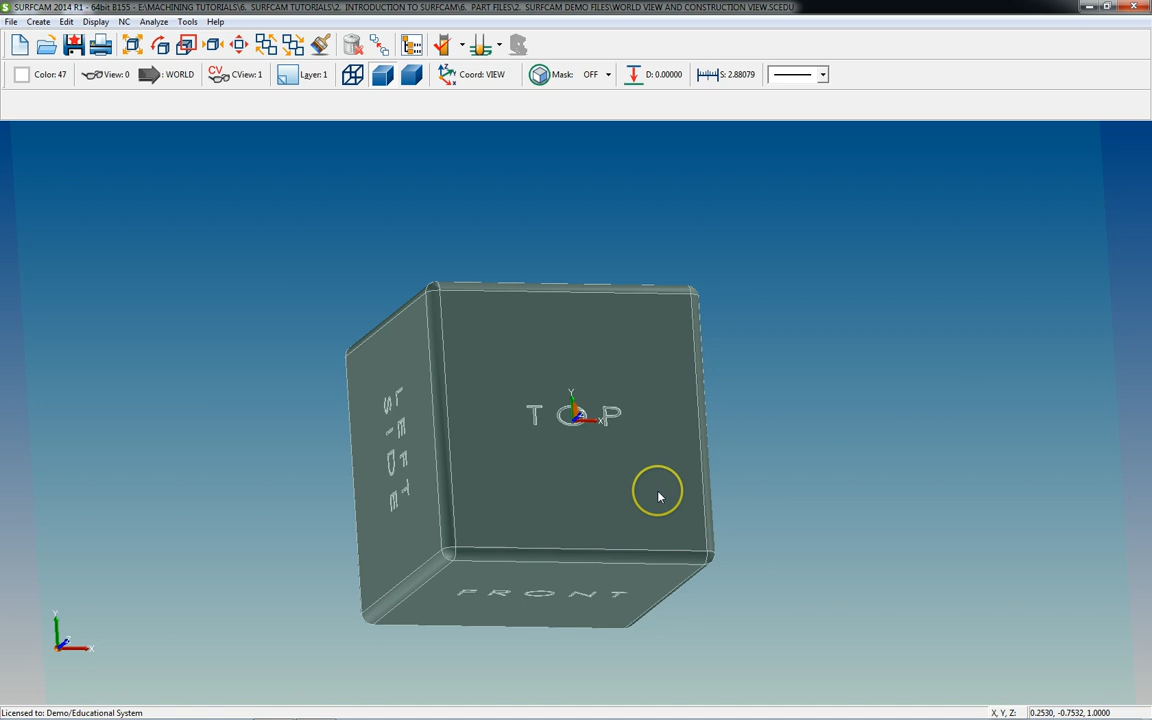 SURFCAM 2014 R1 - 64bit B155 - E:\MACHINING TUTORIALS\6.  SURFCAM TUTORIALS\2.  INTRODUCTION TO SURFCAM\6.  PART FILES\2.  SURFCAM DEMO FILES\WORLD VIEW AND CONSTRUCTION VIEW.SCEDU
File Create Edit Display NC Analyze Tools Help
Color: 47 View: 0 : WORLD CV CView: 1 Layer: 1 Coord: VIEW Mask: OFF D: 0.00000 S: 2.88079
TOP
LEFT
SIDE
FRONT
Y
X
Y
Z
X
Licensed to: Demo/Educational System X, Y, Z: 0.2530, -0.7532, 1.0000